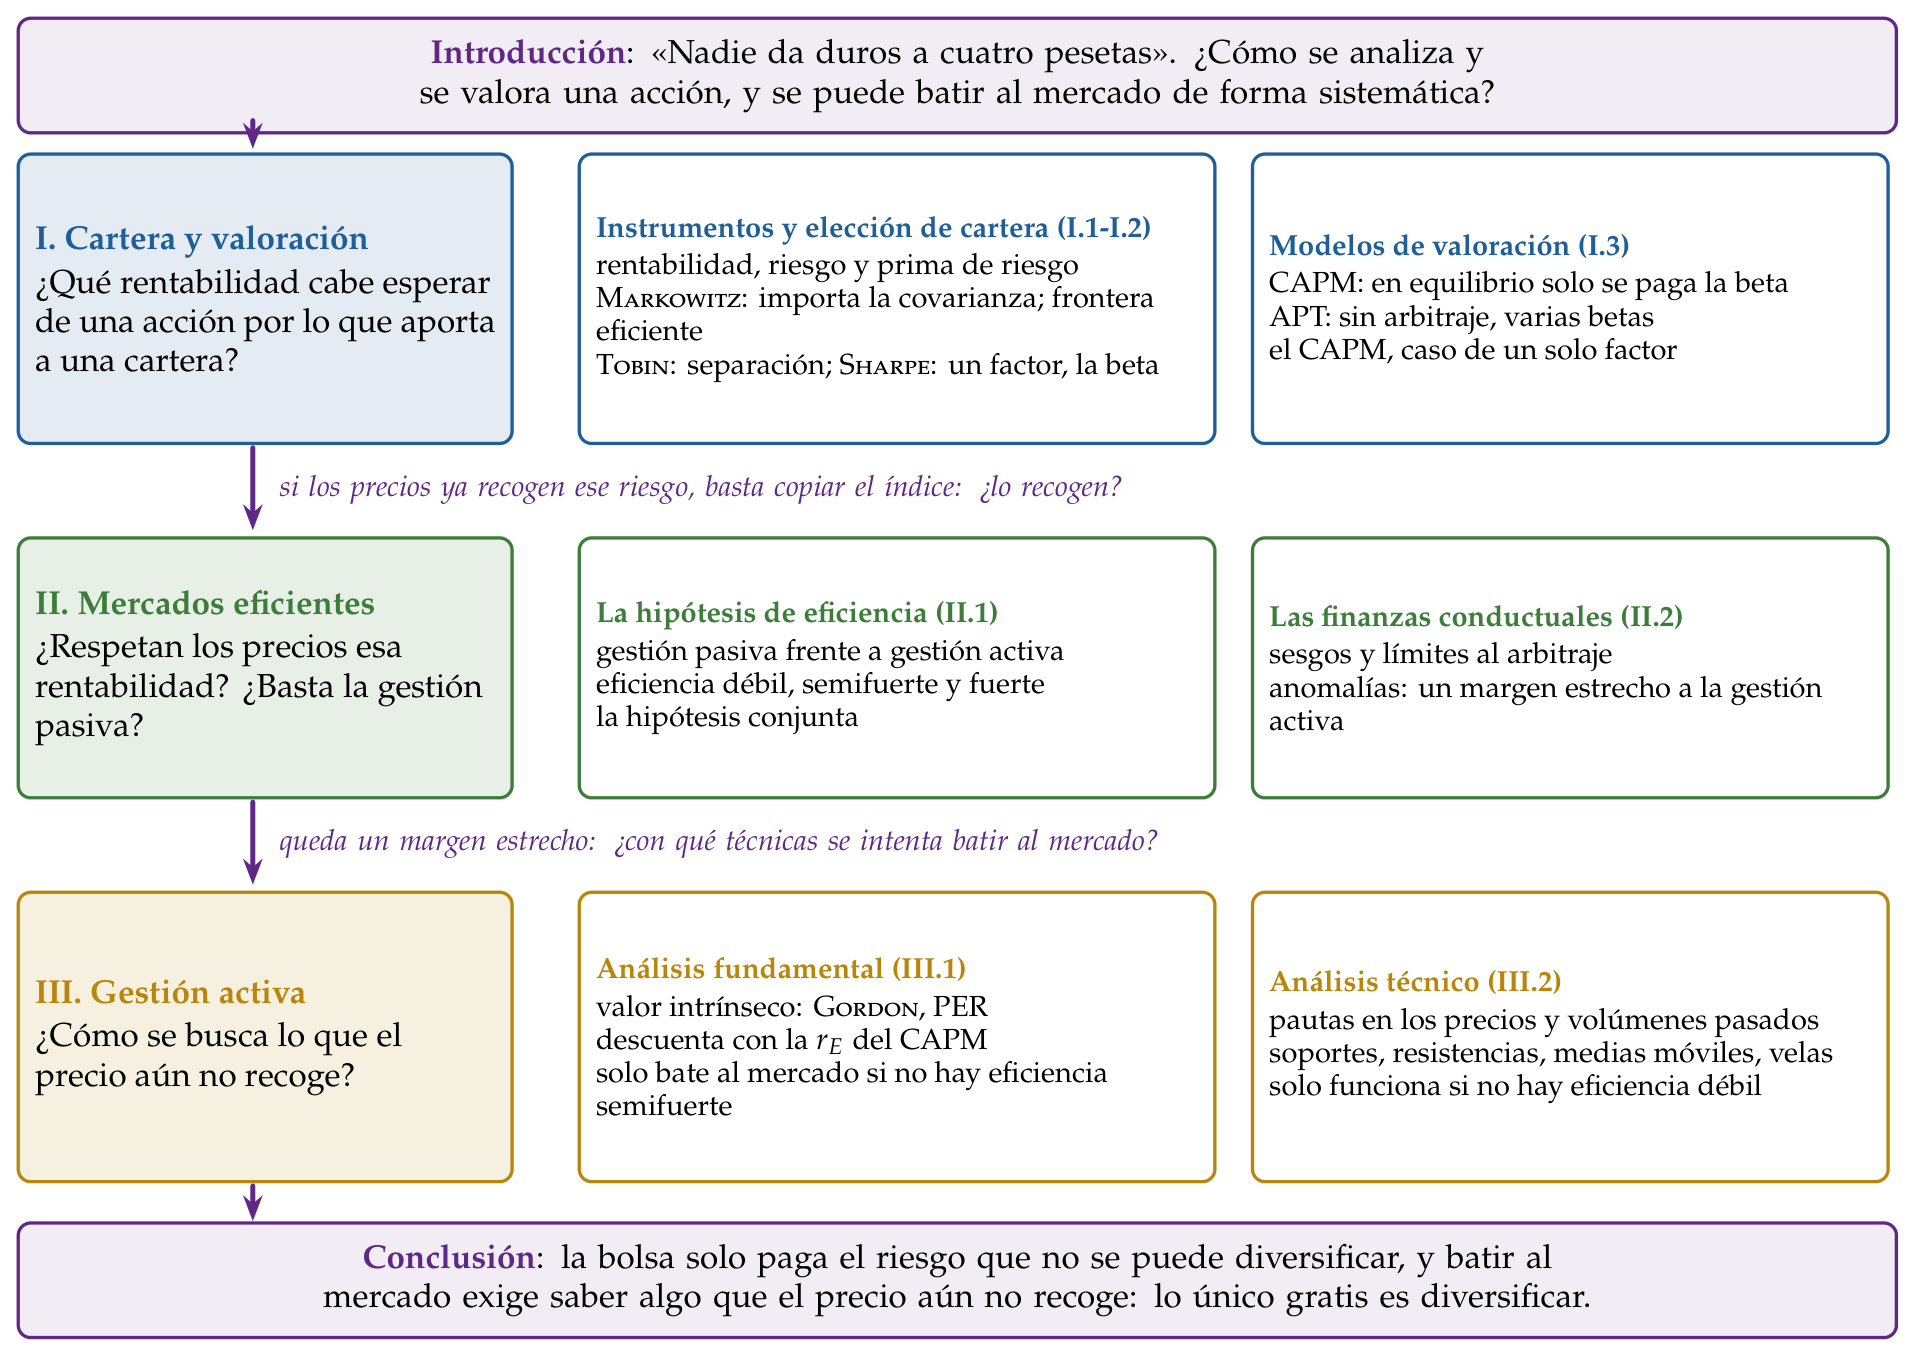 Introducción: «Nadie da duros a cuatro pesetas». ¿Cómo se analiza y
se valora una acción, y se puede batir al mercado de forma sistemática?
I. Cartera y valoración
¿Qué rentabilidad cabe esperar
de una acción por lo que aporta
a una cartera?
Instrumentos y elección de cartera (I.1-I.2)
rentabilidad, riesgo y prima de riesgo
Markowitz: importa la covarianza; frontera
eficiente
Tobin: separación; Sharpe: un factor, la beta
Modelos de valoración (I.3)
CAPM: en equilibrio solo se paga la beta
APT: sin arbitraje, varias betas
el CAPM, caso de un solo factor
si los precios ya recogen ese riesgo, basta copiar el índice: ¿lo recogen?
II. Mercados eficientes
¿Respetan los precios esa
rentabilidad? ¿Basta la gestión
pasiva?
La hipótesis de eficiencia (II.1)
gestión pasiva frente a gestión activa
eficiencia débil, semifuerte y fuerte
la hipótesis conjunta
Las finanzas conductuales (II.2)
sesgos y límites al arbitraje
anomalías: un margen estrecho a la gestión
activa
queda un margen estrecho: ¿con qué técnicas se intenta batir al mercado?
III. Gestión activa
¿Cómo se busca lo que el
precio aún no recoge?
Análisis fundamental (III.1)
valor intrínseco: Gordon, PER
descuenta con la r_E del CAPM
solo bate al mercado si no hay eficiencia
semifuerte
Análisis técnico (III.2)
pautas en los precios y volúmenes pasados
soportes, resistencias, medias móviles, velas
solo funciona si no hay eficiencia débil
Conclusión: la bolsa solo paga el riesgo que no se puede diversificar, y batir al
mercado exige saber algo que el precio aún no recoge: lo único gratis es diversificar.